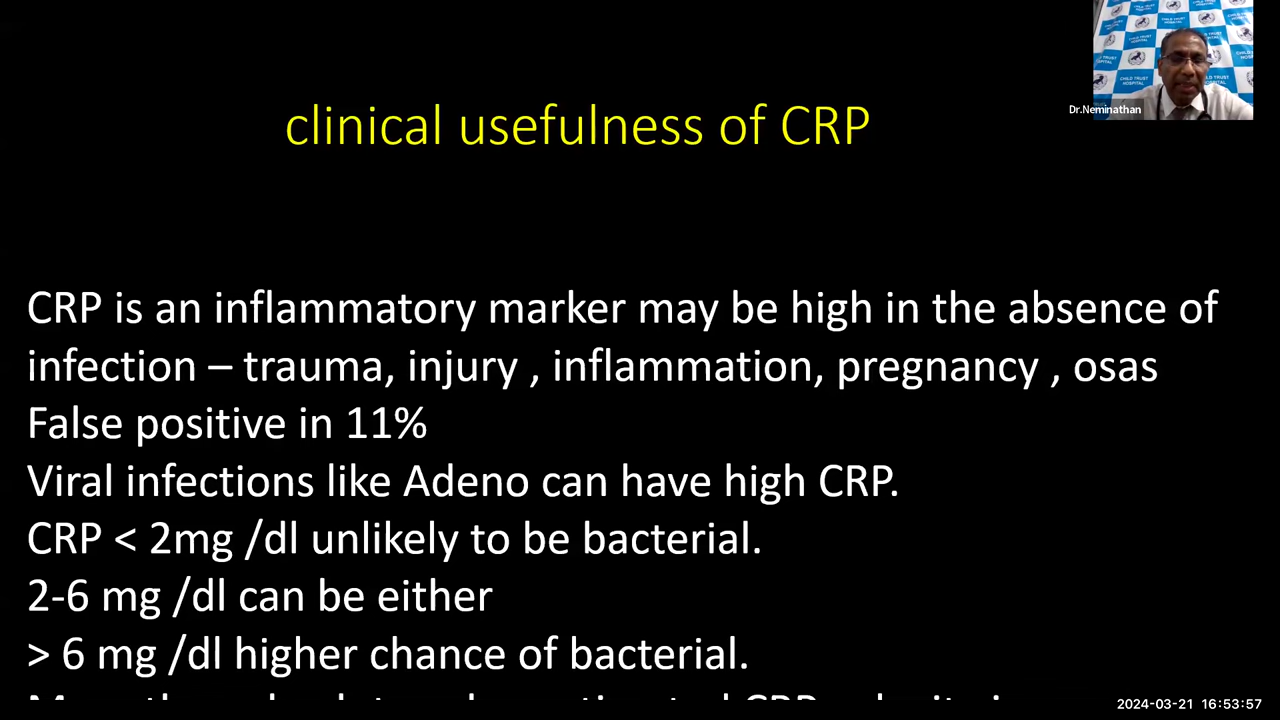 clinical usefulness of CRP
CRP is an inflammatory marker may be high in the absence of
infection – trauma, injury , inflammation, pregnancy , osas
False positive in 11%
Viral infections like Adeno can have high CRP.
CRP < 2mg /dl unlikely to be bacterial.
2-6 mg /dl can be either
> 6 mg /dl higher chance of bacterial.
CHILD TRUST
HOSPITAL
Dr.Neminathan
2024-03-21 16:53:57